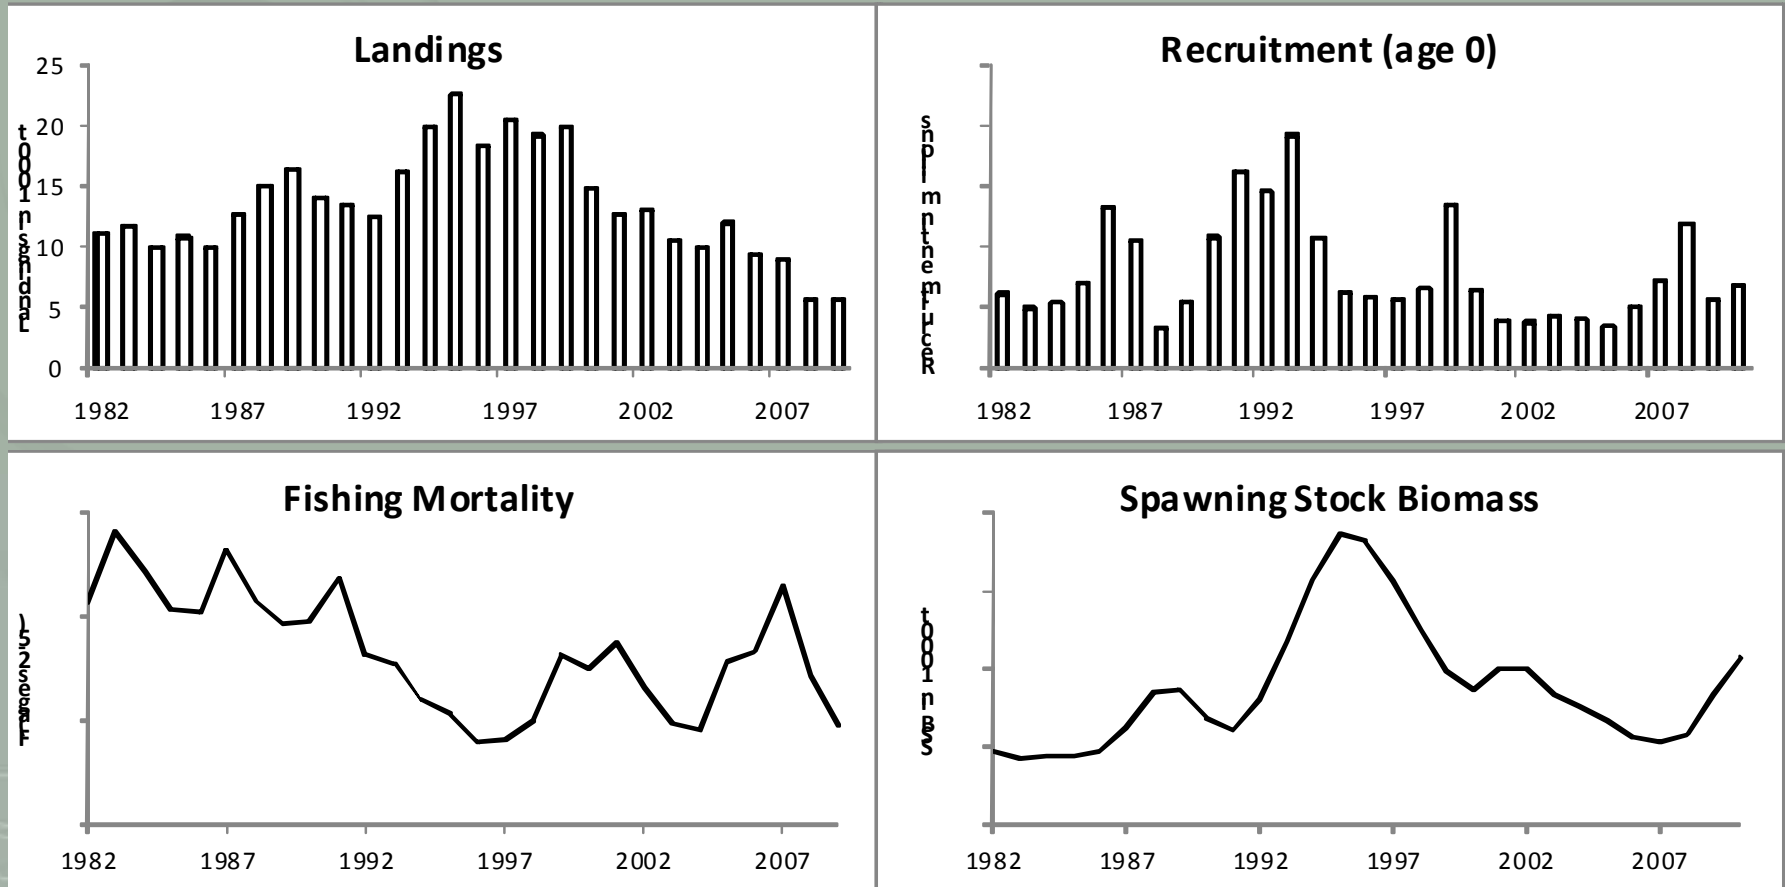 Landings
25
20
15
10
5
0
1982 1987 1992 1997 2002 2007
Recruitment (age 0)
1982 1987 1992 1997 2002 2007
Fishing Mortality
1982 1987 1992 1997 2002 2007
Spawning Stock Biomass
1982 1987 1992 1997 2002 2007